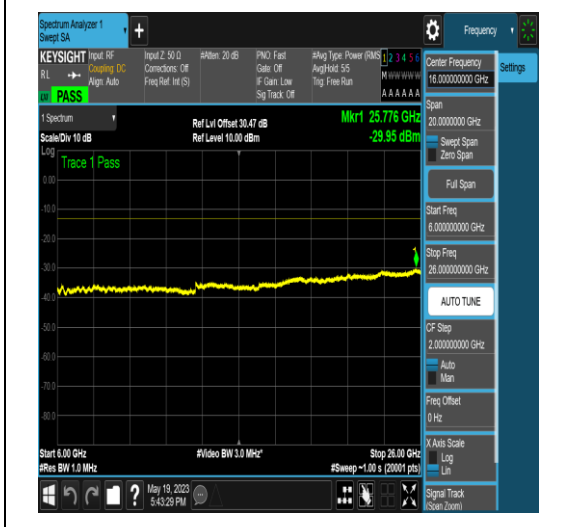 Spectrum Analyzer 1
Swept SA
+
Frequency
KEYSIGHT
Input: RF
Coupling: DC
Align: Auto
Input Z: 50 Ω
Corrections: Off
Freq Ref: Int (S)
#Atten: 20 dB
PNO: Fast
Gate: Off
IF Gain: Low
Sig Track: Off
#Avg Type: Power (RMS
Avg|Hold: 5/5
Trig: Free Run
1 2 3 4 5 6
M W W W W W
A A A A A A
RL
PASS
1 Spectrum
Scale/Div 10 dB
Ref Lvl Offset 30.47 dB
Ref Level 10.00 dBm
Mkr1 25.776 GHz
-29.95 dBm
Log
Trace 1 Pass
0.00
-10.0
-20.0
-30.0
-40.0
-50.0
-60.0
-70.0
-80.0
1
Start 6.00 GHz
#Res BW 1.0 MHz
#Video BW 3.0 MHz*
Stop 26.00 GHz
#Sweep ~1.00 s (20001 pts)
?
May 19, 2023
5:43:29 PM
Settings
Center Frequency
16.000000000 GHz
Span
20.0000000 GHz
Swept Span
Zero Span
Full Span
Start Freq
6.000000000 GHz
Stop Freq
26.000000000 GHz
AUTO TUNE
CF Step
2.000000000 GHz
Auto
Man
Freq Offset
0 Hz
X Axis Scale
Log
Lin
Signal Track
(Span Zoom)